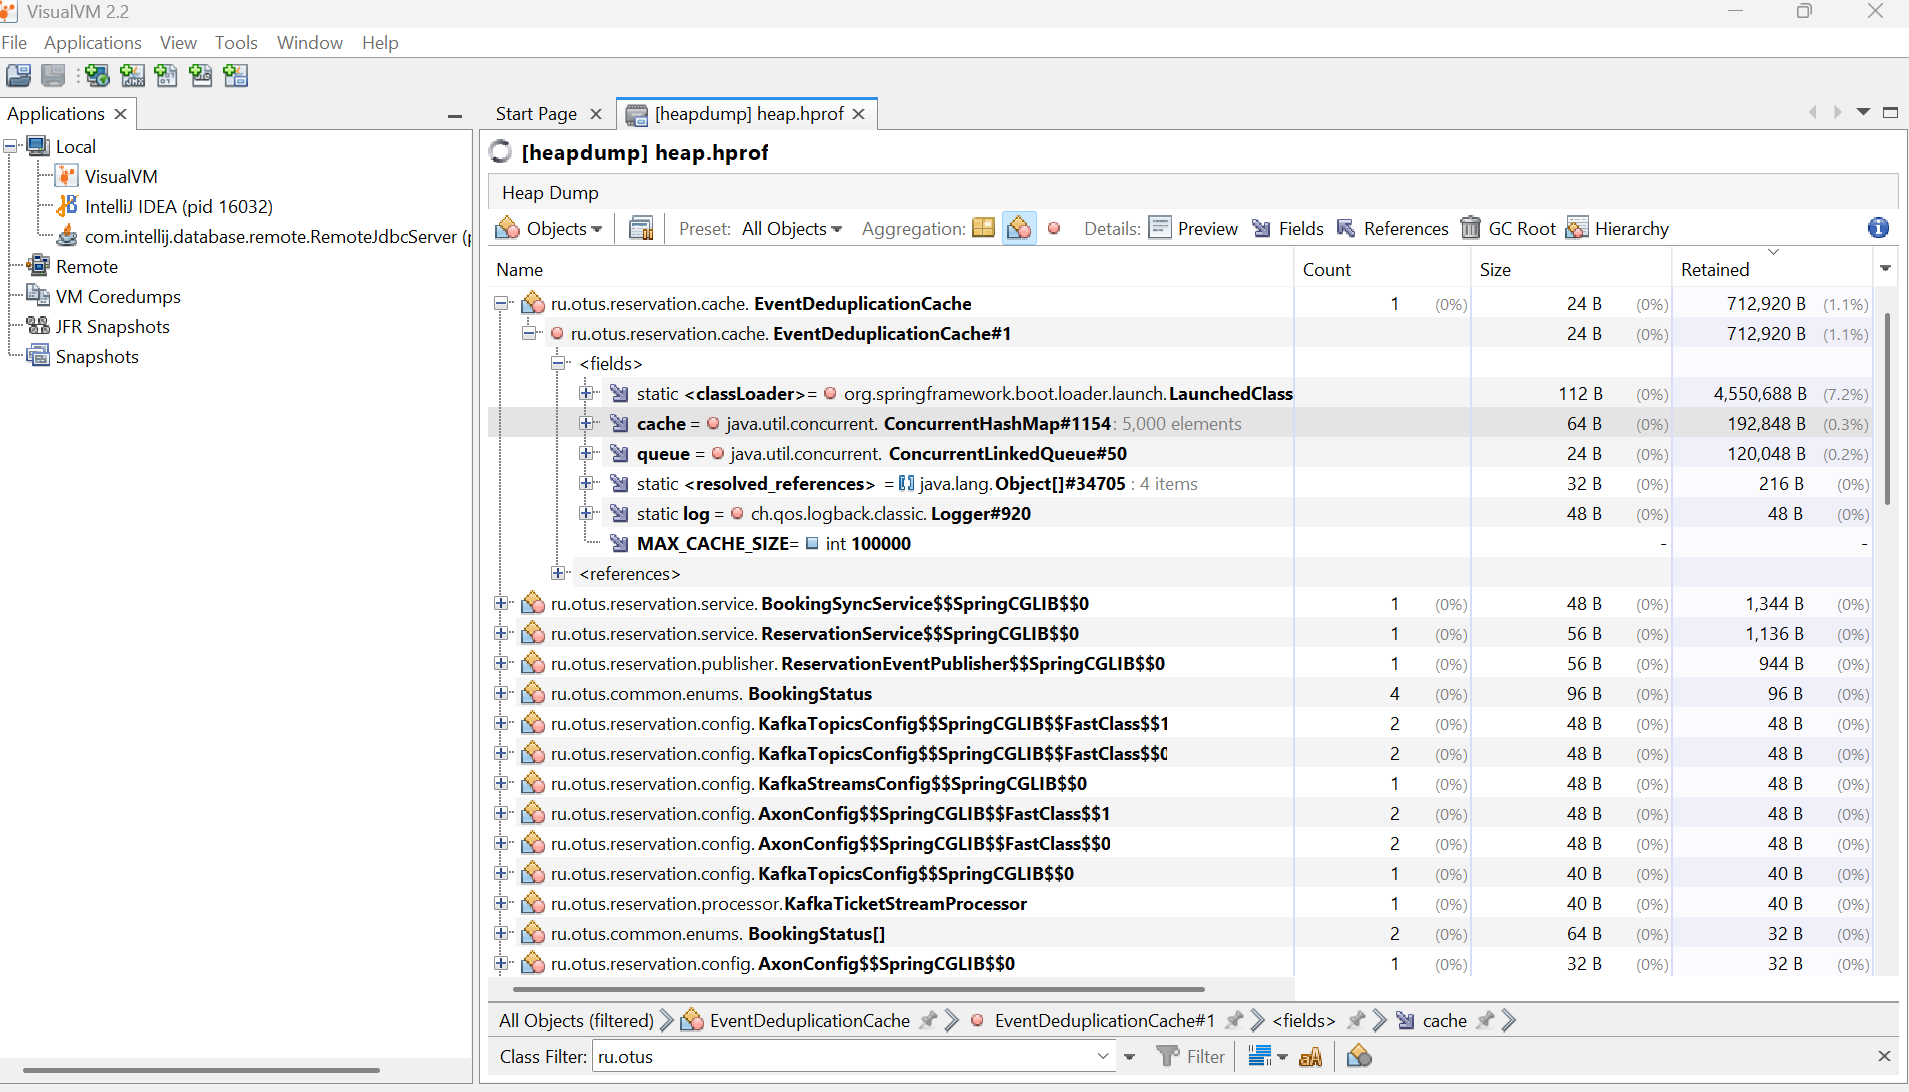 VisualVM 2.2
File Applications View Tools Window Help
Applications
Start Page [heapdump] heap.hprof
Local
VisualVM
IntelliJ IDEA (pid 16032)
com.intellij.database.remote.RemoteJdbcServer (
Remote
VM Coredumps
JFR Snapshots
Snapshots
[heapdump] heap.hprof
Heap Dump
Objects Preset: All Objects Aggregation: Details: Preview Fields References GC Root Hierarchy
Name Count Size Retained
ru.otus.reservation.cache. EventDeduplicationCache 1 (0%) 24 B (0%) 712,920 B (1.1%)
ru.otus.reservation.cache. EventDeduplicationCache#1 24 B (0%) 712,920 B (1.1%)
<fields>
static <classLoader>= org.springframework.boot.loader.launch.LaunchedClass 112 B (0%) 4,550,688 B (7.2%)
cache = java.util.concurrent. ConcurrentHashMap#1154 : 5,000 elements 64 B (0%) 192,848 B (0.3%)
queue = java.util.concurrent. ConcurrentLinkedQueue#50 24 B (0%) 120,048 B (0.2%)
static <resolved_references> = java.lang.Object[]#34705 : 4 items 32 B (0%) 216 B (0%)
static log = ch.qos.logback.classic. Logger#920 48 B (0%) 48 B (0%)
MAX_CACHE_SIZE= int 100000 - -
<references>
ru.otus.reservation.service. BookingSyncService$$SpringCGLIB$$0 1 (0%) 48 B (0%) 1,344 B (0%)
ru.otus.reservation.service. ReservationService$$SpringCGLIB$$0 1 (0%) 56 B (0%) 1,136 B (0%)
ru.otus.reservation.publisher. ReservationEventPublisher$$SpringCGLIB$$0 1 (0%) 56 B (0%) 944 B (0%)
ru.otus.common.enums. BookingStatus 4 (0%) 96 B (0%) 96 B (0%)
ru.otus.reservation.config. KafkaTopicsConfig$$SpringCGLIB$$FastClass$$1 2 (0%) 48 B (0%) 48 B (0%)
ru.otus.reservation.config. KafkaTopicsConfig$$SpringCGLIB$$FastClass$$0 2 (0%) 48 B (0%) 48 B (0%)
ru.otus.reservation.config. KafkaStreamsConfig$$SpringCGLIB$$0 1 (0%) 48 B (0%) 48 B (0%)
ru.otus.reservation.config. AxonConfig$$SpringCGLIB$$FastClass$$1 2 (0%) 48 B (0%) 48 B (0%)
ru.otus.reservation.config. AxonConfig$$SpringCGLIB$$FastClass$$0 2 (0%) 48 B (0%) 48 B (0%)
ru.otus.reservation.config. KafkaTopicsConfig$$SpringCGLIB$$0 1 (0%) 40 B (0%) 40 B (0%)
ru.otus.reservation.processor. KafkaTicketStreamProcessor 1 (0%) 40 B (0%) 40 B (0%)
ru.otus.common.enums. BookingStatus[] 2 (0%) 64 B (0%) 32 B (0%)
ru.otus.reservation.config. AxonConfig$$SpringCGLIB$$0 1 (0%) 32 B (0%) 32 B (0%)
All Objects (filtered) EventDeduplicationCache EventDeduplicationCache#1 <fields> cache
Class Filter: ru.otus Filter